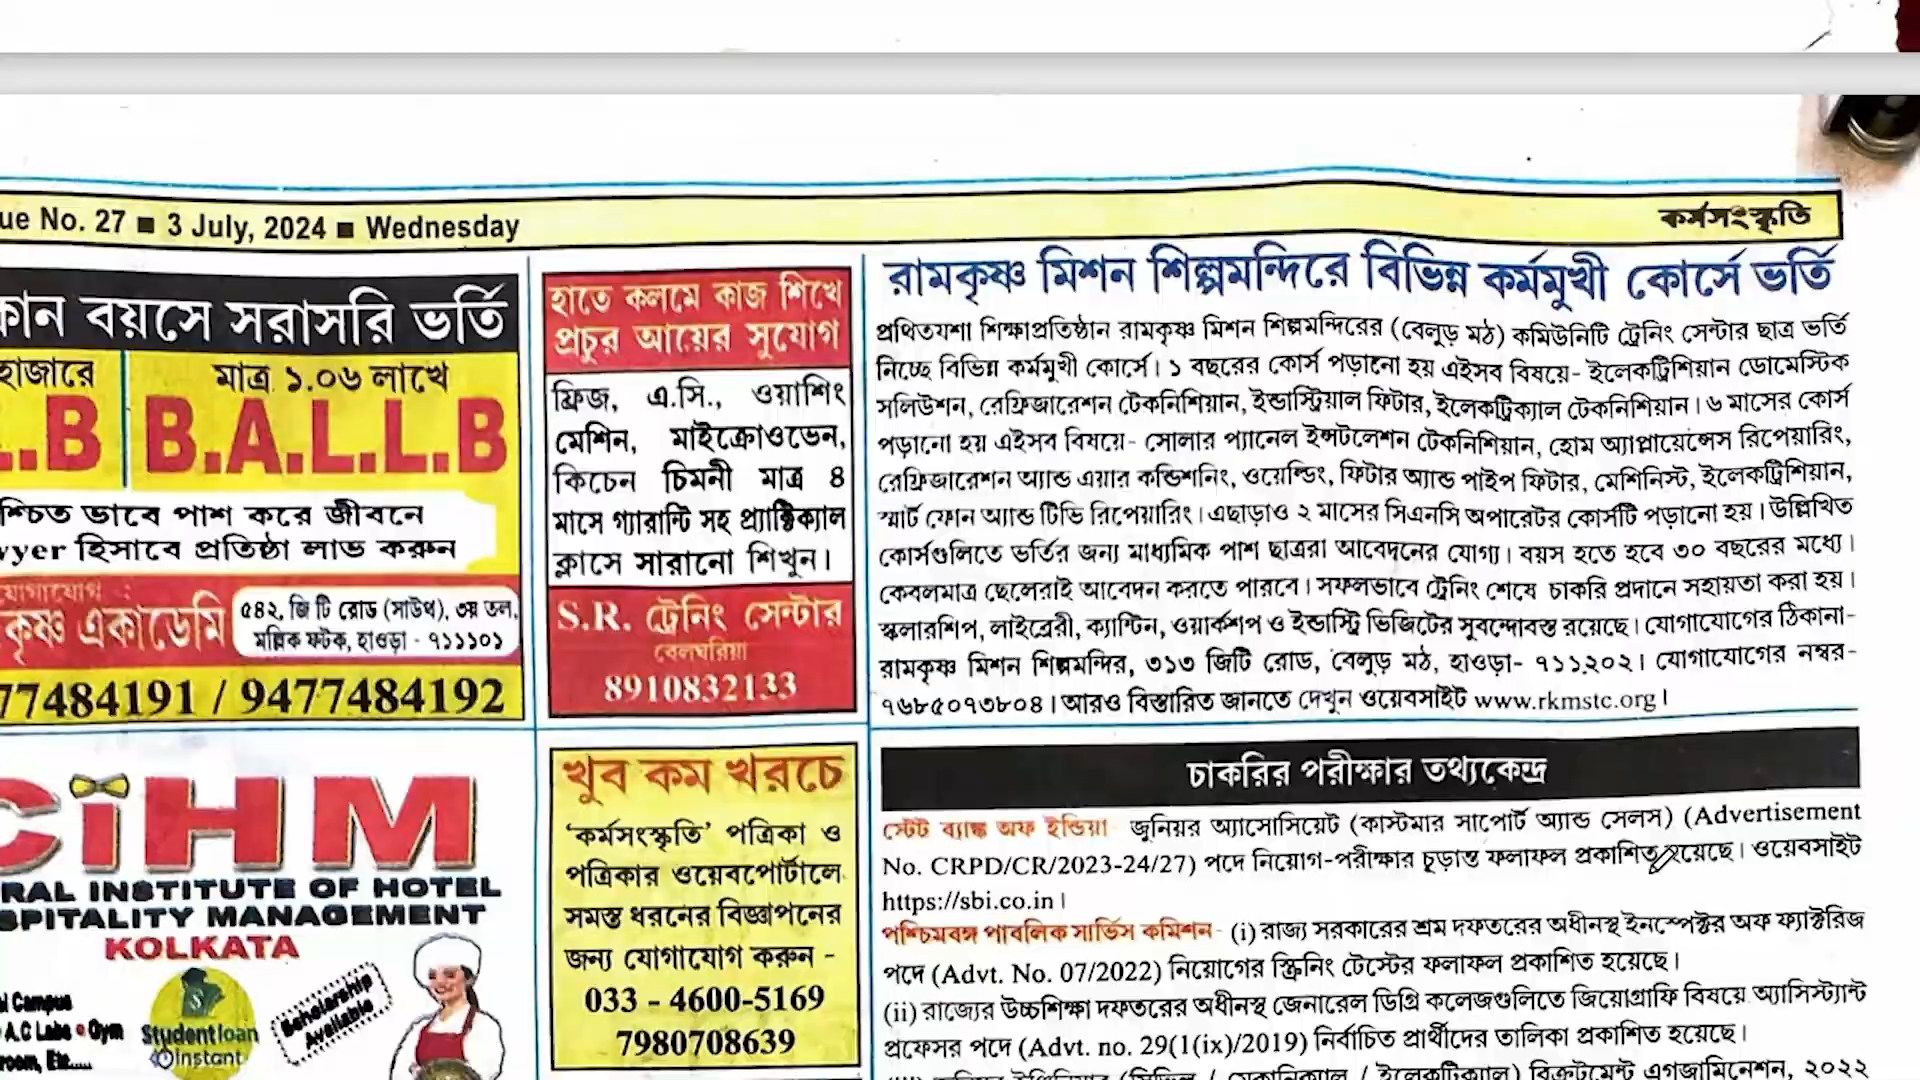 ue No. 27 ■ 3 July, 2024 ■ Wednesday
কর্মসংস্কৃতি
বয়সে সরাসরি ভর্তি
হাজারে
মাত্র ১.০৬ লাখে
.B
B.A.L.L.B
শ্চিত ভাবে পাশ করে জীবনে
wyer হিসাবে প্রতিষ্ঠা লাভ করুন
যোগাযোগ :
কৃষ্ণ একাডেমি
৫৪২, জি টি রোড (সাউথ), ৩য় তল,
মল্লিক ফটক, হাওড়া - ৭১১১০১
77484191 / 9477484192
CIHM
RAL INSTITUTE OF HOTEL
SPITALITY MANAGEMENT
KOLKATA
Campus
A.C Labs • Gym
room, Etc.....
Student loan
instant
Scholarship
Available
হাতে কলমে কাজ শিখে
প্রচুর আয়ের সুযোগ
ফ্রিজ, এ.সি., ওয়াশিং
মেশিন, মাইক্রোওভেন,
কিচেন চিমনী মাত্র ৪
মাসে গ্যারান্টি সহ প্র্যাক্টিক্যাল
ক্লাসে সারানো শিখুন।
S.R. ট্রেনিং সেন্টার
বেলঘরিয়া
8910832133
খুব কম খরচে
‘কর্মসংস্কৃতি’ পত্রিকা ও
পত্রিকার ওয়েবপোর্টালে
সমস্ত ধরনের বিজ্ঞাপনের
জন্য যোগাযোগ করুন -
033 - 4600-5169
7980708639
রামকৃষ্ণ মিশন শিল্পমন্দিরে বিভিন্ন কর্মমুখী কোর্সে ভর্তি
প্রথিতযশা শিক্ষাপ্রতিষ্ঠান রামকৃষ্ণ মিশন শিল্পমন্দিরের (বেলুড় মঠ) কমিউনিটি ট্রেনিং সেন্টার ছাত্র ভর্তি
নিচ্ছে বিভিন্ন কর্মমুখী কোর্সে। ১ বছরের কোর্স পড়ানো হয় এইসব বিষয়ে- ইলেকট্রিশিয়ান ডোমেস্টিক
সলিউশন, রেফ্রিজারেশন টেকনিশিয়ান, ইন্ডাস্ট্রিয়াল ফিটার, ইলেকট্রিক্যাল টেকনিশিয়ান। ৬ মাসের কোর্স
পড়ানো হয় এইসব বিষয়ে- সোলার প্যানেল ইন্সটলেশন টেকনিশিয়ান, হোম অ্যাপ্লায়েন্সেস রিপেয়ারিং,
রেফ্রিজারেশন অ্যান্ড এয়ার কন্ডিশনিং, ওয়েল্ডিং, ফিটার অ্যান্ড পাইপ ফিটার, মেশিনিস্ট, ইলেকট্রিশিয়ান,
স্মার্ট ফোন অ্যান্ড টিভি রিপেয়ারিং। এছাড়াও ২ মাসের সিএনসি অপারেটর কোর্সটি পড়ানো হয়। উল্লিখিত
কোর্সগুলিতে ভর্তির জন্য মাধ্যমিক পাশ ছাত্ররা আবেদনের যোগ্য। বয়স হতে হবে ৩০ বছরের মধ্যে।
কেবলমাত্র ছেলেরাই আবেদন করতে পারবে। সফলভাবে ট্রেনিং শেষে চাকরি প্রদানে সহায়তা করা হয়।
স্কলারশিপ, লাইব্রেরী, ক্যান্টিন, ওয়ার্কশপ ও ইন্ডাস্ট্রি ভিজিটের সুবন্দোবস্ত রয়েছে। যোগাযোগের ঠিকানা-
রামকৃষ্ণ মিশন শিল্পমন্দির, ৩১৩ জিটি রোড, বেলুড় মঠ, হাওড়া- ৭১১২০২। যোগাযোগের নম্বর-
৭৬৮৫০৭৩৮০৪। আরও বিস্তারিত জানতে দেখুন ওয়েবসাইট www.rkmstc.org।
চাকরির পরীক্ষার তথ্যকেন্দ্র
স্টেট ব্যাঙ্ক অফ ইন্ডিয়া- জুনিয়র অ্যাসোসিয়েট (কাস্টমার সাপোর্ট অ্যান্ড সেলস) (Advertisement
No. CRPD/CR/2023-24/27) পদে নিয়োগ-পরীক্ষার চূড়ান্ত ফলাফল প্রকাশিত হয়েছে। ওয়েবসাইট
https://sbi.co.in।
পশ্চিমবঙ্গ পাবলিক সার্ভিস কমিশন- (i) রাজ্য সরকারের শ্রম দফতরের অধীনস্থ ইনস্পেক্টর অফ ফ্যাক্টরিজ
পদে (Advt. No. 07/2022) নিয়োগের স্ক্রিনিং টেস্টের ফলাফল প্রকাশিত হয়েছে।
(ii) রাজ্যের উচ্চশিক্ষা দফতরের অধীনস্থ জেনারেল ডিগ্রি কলেজগুলিতে জিয়োগ্রাফি বিষয়ে অ্যাসিস্ট্যান্ট
প্রফেসর পদে (Advt. no. 29(1(ix)/2019) নির্বাচিত প্রার্থীদের তালিকা প্রকাশিত হয়েছে।
(সিভিল / মেকানিক্যাল / ইলেকট্রিক্যাল) রিক্রুটমেন্ট এগজামিনেশন, ২০২২